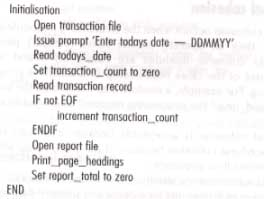 Initialisation
Open transaction file
Issue prompt 'Enter todays date — DDMMYY'
Read todays_date
Set transaction_count to zero
Read transaction record
IF not EOF
increment transaction_count
ENDIF
Open report file
Print_page_headings
Set report_total to zero
END